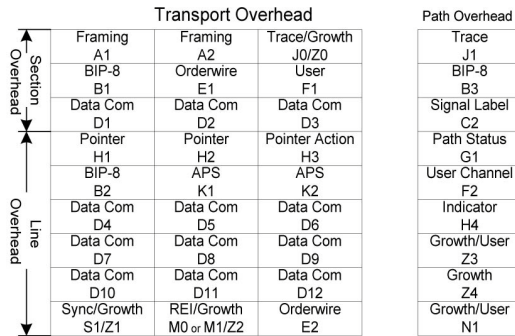 Transport Overhead
Path Overhead
Section
Overhead
Framing Framing Trace/Growth Trace
A1 A2 J0/Z0 J1
BIP-8 Orderwire User BIP-8
B1 E1 F1 B3
Data Com Data Com Data Com Signal Label
D1 D2 D3 C2
Line
Overhead
Pointer Pointer Pointer Action Path Status
H1 H2 H3 G1
BIP-8 APS APS User Channel
B2 K1 K2 F2
Data Com Data Com Data Com Indicator
D4 D5 D6 H4
Data Com Data Com Data Com Growth/User
D7 D8 D9 Z3
Data Com Data Com Data Com Growth
D10 D11 D12 Z4
Sync/Growth REI/Growth Orderwire Growth/User
S1/Z1 M0 or M1/Z2 E2 N1